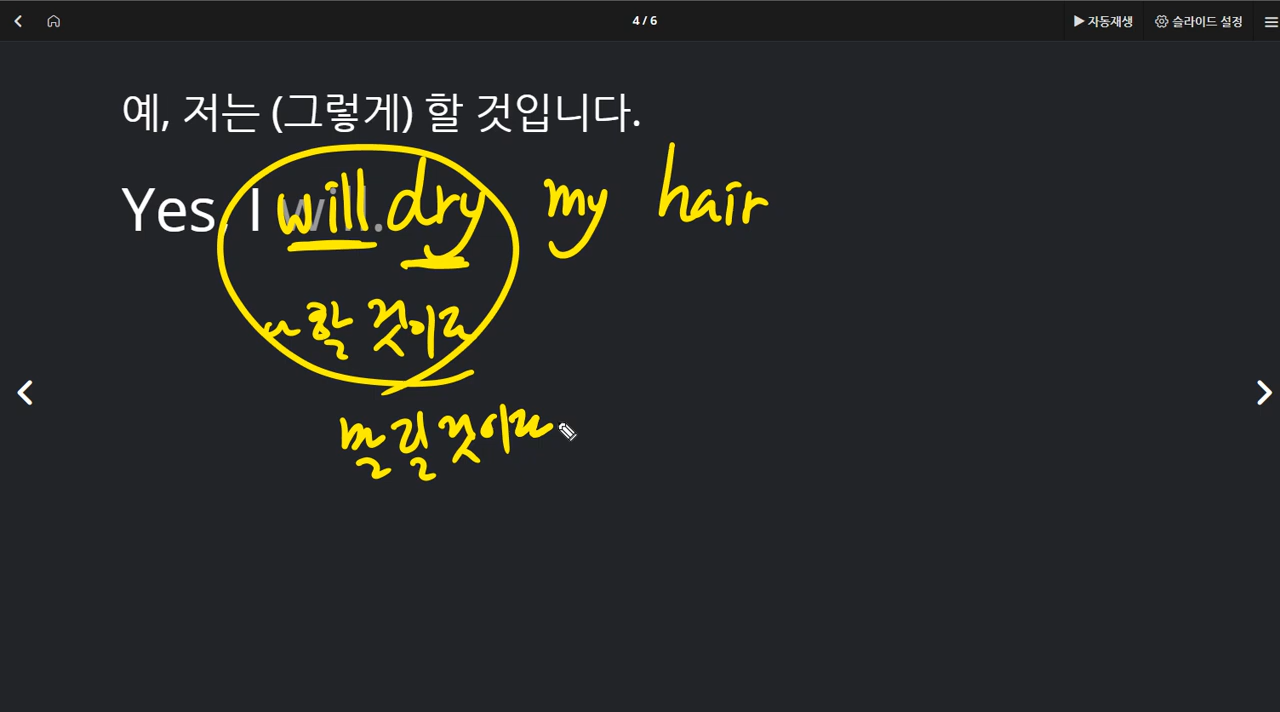 4 / 6
자동재생
슬라이드 설정
예, 저는 (그렇게) 할 것입니다.
Yes, I will. will dry my hair
~할 것이다
말릴 것이다